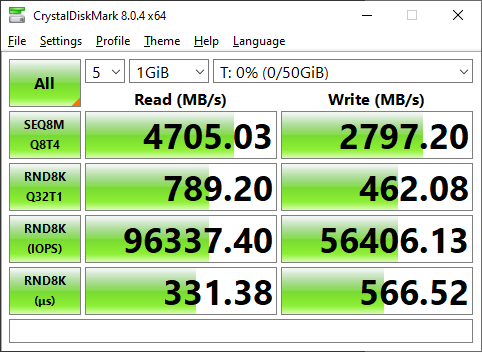 CrystalDiskMark 8.0.4 x64
File Settings Profile Theme Help Language
All 5 1GiB T: 0% (0/50GiB)
Read (MB/s) Write (MB/s)
SEQ8M
Q8T4 4705.03 2797.20
RND8K
Q32T1 789.20 462.08
RND8K
(IOPS) 96337.40 56406.13
RND8K
(μs) 331.38 566.52